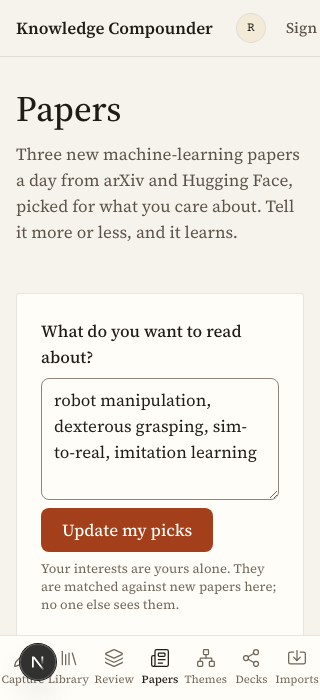 Knowledge Compounder
R
Sign
Papers
Three new machine-learning papers
a day from arXiv and Hugging Face,
picked for what you care about. Tell
it more or less, and it learns.
What do you want to read
about?
robot manipulation,
dexterous grasping, sim-
to-real, imitation learning
Update my picks
Your interests are yours alone. They
are matched against new papers here;
no one else sees them.
N
Capture Library Review Papers Themes Decks Imports